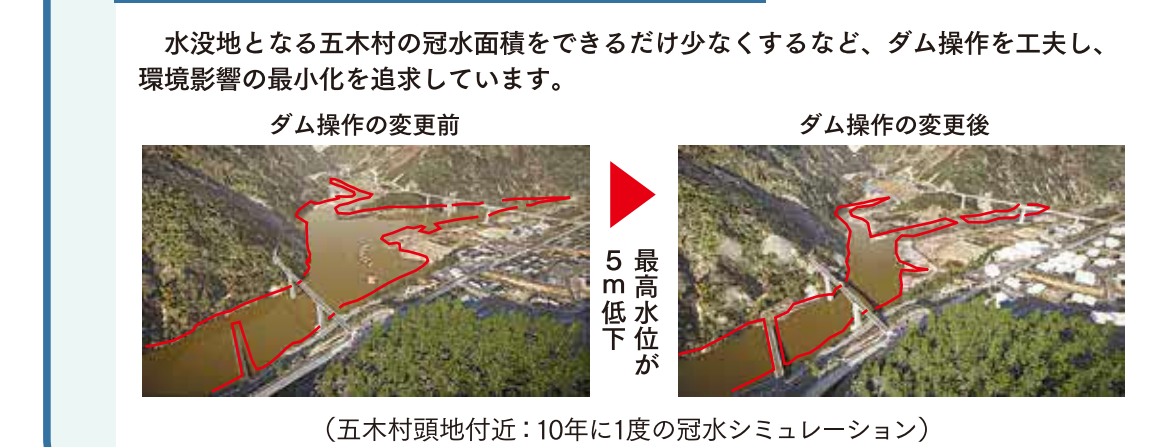 水没地となる五木村の冠水面積をできるだけ少なくするなど、ダム操作を工夫し、
環境影響の最小化を追求しています。
ダム操作の変更前
ダム操作の変更後
最高水位が
5m低下
（五木村頭地付近：10年に1度の冠水シミュレーション）